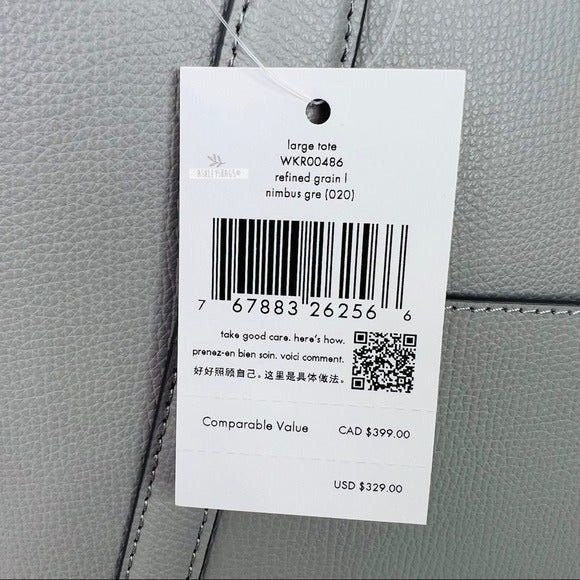 large tote
WKR00486
refined grain l
nimbus gre (020)
ASHLEYSBAGS®
7 67883 26256 6
take good care. here's how.
prenez-en bien soin. voici comment.
好好照顾自己。这里是具体做法。
Comparable Value CAD $399.00
USD $329.00